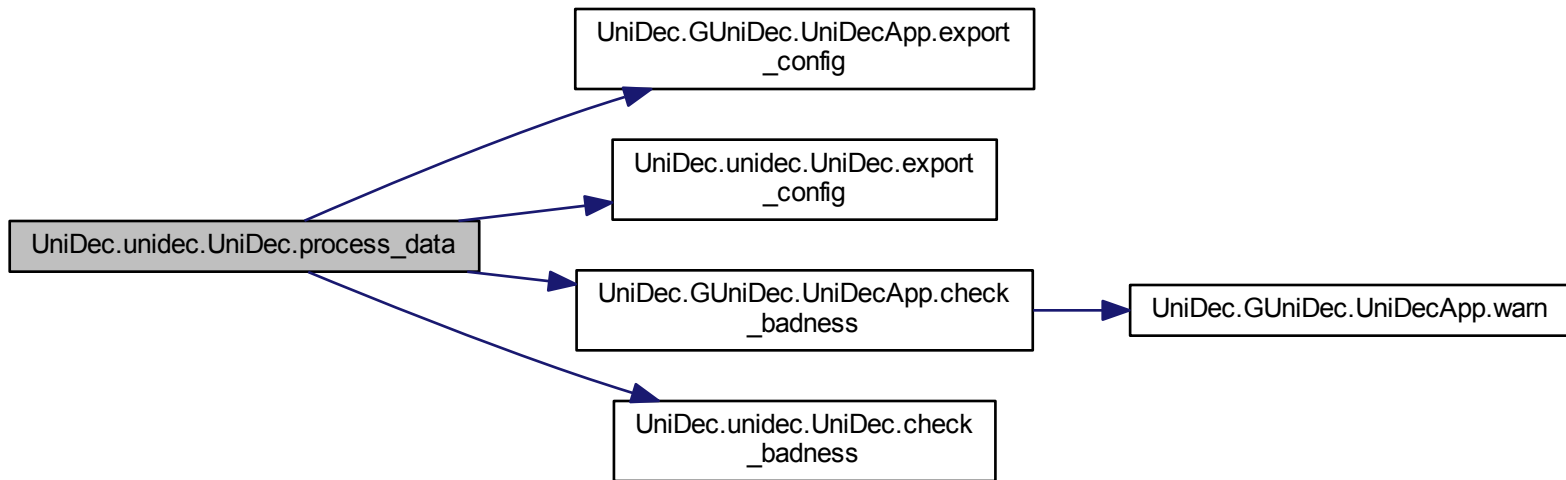 UniDec.GUniDec.UniDecApp.export
_config
UniDec.unidec.UniDec.export
_config
UniDec.unidec.UniDec.process_data
UniDec.GUniDec.UniDecApp.check
_badness
UniDec.GUniDec.UniDecApp.warn
UniDec.unidec.UniDec.check
_badness